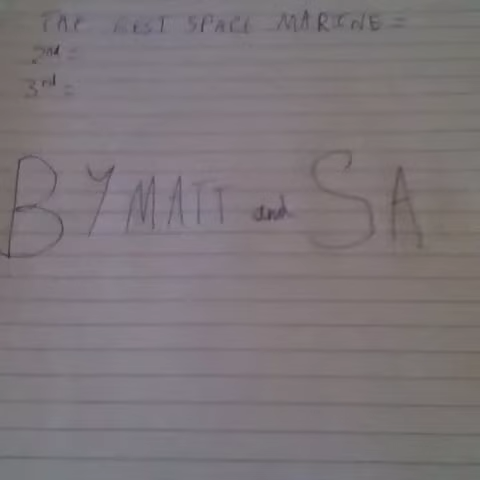 THE BEST SPACE MARINE =
2nd =
3rd =
BY MATT and SA